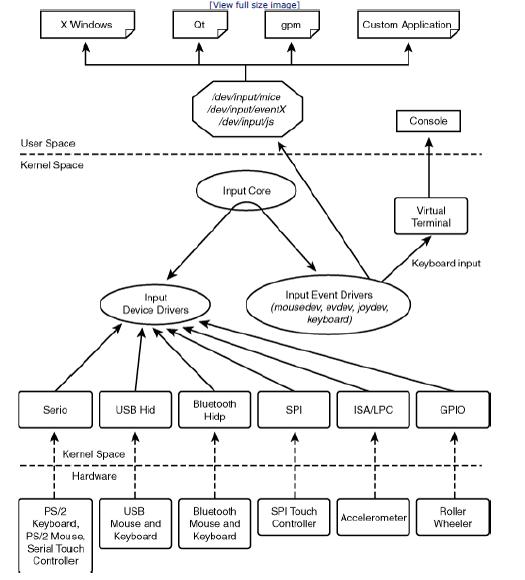 [View full size image]
X Windows
Qt
gpm
Custom Application
/dev/input/mice
/dev/input/eventX
/dev/input/js
Console
User Space
Kernel Space
Input Core
Virtual
Terminal
Keyboard input
Input
Device Drivers
Input Event Drivers
(mousedev, evdev, joydev,
keyboard)
Serio
USB Hid
Bluetooth
Hidp
SPI
ISA/LPC
GPIO
Kernel Space
Hardware
PS/2
Keyboard,
PS/2 Mouse,
Serial Touch
Controller
USB
Mouse and
Keyboard
Bluetooth
Mouse and
Keyboard
SPI Touch
Controller
Accelerometer
Roller
Wheeler